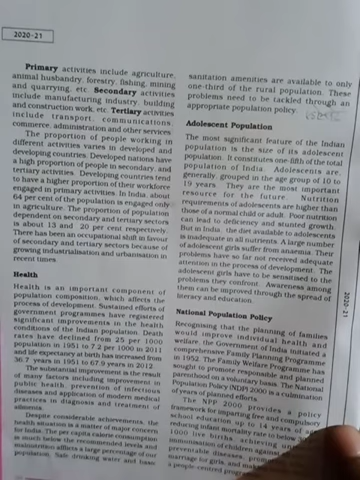 2020-21
Primary activities include agriculture,
animal husbandry, forestry, fishing, mining
and quarrying, etc. Secondary activities
include manufacturing industry, building
and construction work, etc. Tertiary activities
include transport, communications,
commerce, administration and other services.
The proportion of people working in
different activities varies in developed and
developing countries. Developed nations have
a high proportion of people in secondary, and
tertiary activities. Developing countries tend
to have a higher proportion of their workforce
engaged in primary activities. In India, about
64 per cent of the population is engaged only
in agriculture. The proportion of population
dependent on secondary and tertiary sectors
is about 13 and 20 per cent respectively.
There has been an occupational shift in favour
of secondary and tertiary sectors because of
growing industrialisation and urbanisation in
recent times.
Health
Health is an important component of
population composition, which affects the
process of development. Sustained efforts of
government programmes have registered
significant improvements in the health
conditions of the Indian population. Death
rates have declined from 25 per 1000
population in 1951 to 7.2 per 1000 in 2011
and life expectancy at birth has increased from
36.7 years in 1951 to 67.9 years in 2012.
The substantial improvement is the result
of many factors including improvement in
public health, prevention of infectious
diseases and application of modern medical
practices in diagnosis and treatment of
ailments.
Despite considerable achievements, the
health situation is a matter of major concern
for India. The per capita calorie consumption
is much below the recommended levels and
malnutrition afflicts a large percentage of our
population. Safe drinking water and basic
sanitation amenities are available to only
one-third of the rural population. These
problems need to be tackled through an
appropriate population policy.
Adolescent Population
The most significant feature of the Indian
population is the size of its adolescent
population. It constitutes one-fifth of the total
population of India. Adolescents are,
generally, grouped in the age group of 10 to
19 years. They are the most important
resource for the future. Nutrition
requirements of adolescents are higher than
those of a normal child or adult. Poor nutrition
can lead to deficiency and stunted growth.
But in India, the diet available to adolescents
is inadequate in all nutrients. A large number
of adolescent girls suffer from anaemia. Their
problems have so far not received adequate
attention in the process of development. The
adolescent girls have to be sensitised to the
problems they confront. Awareness among
them can be improved through the spread of
literacy and education.
National Population Policy
Recognising that the planning of families
would improve individual health and
welfare, the Government of India initiated a
comprehensive Family Planning Programme
in 1952. The Family Welfare Programme has
sought to promote responsible and planned
parenthood on a voluntary basis. The National
Population Policy (NPP) 2000 is a culmination
of years of planned efforts.
The NPP 2000 provides a policy
framework for imparting free and compulsory
school education up to 14 years of
reducing infant mortality rate to below
1000 live births, achieving
immunisation of children against
preventable diseases,
marriage for girls, and
a people-centred
2020-21